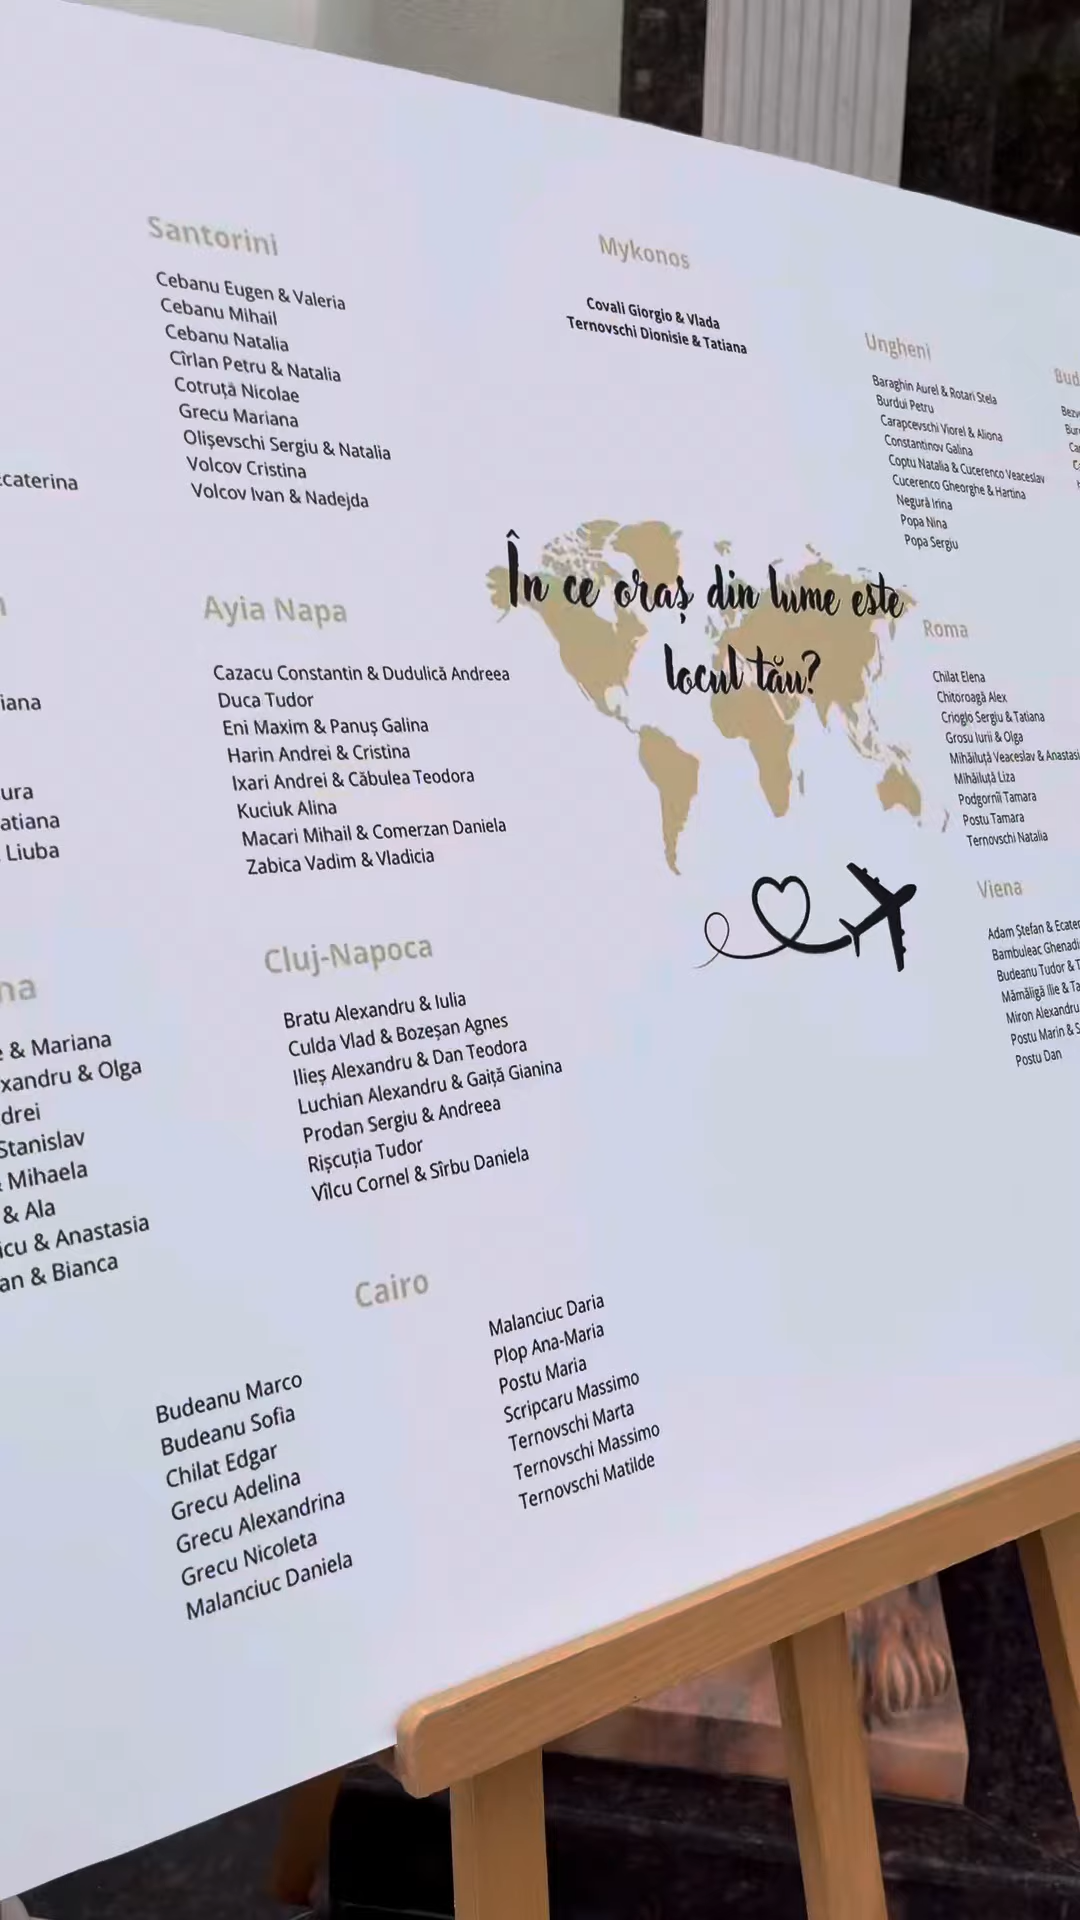 Santorini
Cebanu Eugen & Valeria
Cebanu Mihail
Cebanu Natalia
Cîrlan Petru & Natalia
Cotruță Nicolae
Grecu Mariana
Olișevschi Sergiu & Natalia
Volcov Cristina
Volcov Ivan & Nadejda
Mykonos
Covali Giorgio & Vlada
Ternovschi Dionisie & Tatiana
Ungheni
Baraghin Aurel & Rotari Stela
Burdui Petru
Carapcevschi Viorel & Aliona
Constantinov Galina
Coptu Natalia & Cucerenco Veaceslav
Cucerenco Gheorghe & Hartina
Negură Irina
Popa Nina
Popa Sergiu
Bud
În ce oraș din lume este
locul tău?
iana
ura
atiana
Liuba
Ayia Napa
Cazacu Constantin & Dudulică Andreea
Duca Tudor
Eni Maxim & Panuș Galina
Harin Andrei & Cristina
Ixari Andrei & Căbulea Teodora
Kuciuk Alina
Macari Mihail & Comerzan Daniela
Zabica Vadim & Vladicia
Roma
Chilat Elena
Chitoroagă Alex
Crioglo Sergiu & Tatiana
Grosu Iurii & Olga
Mihăiluță Veaceslav & Anastasi
Mihăiluță Liza
Podgornîi Tamara
Postu Tamara
Ternovschi Natalia
Viena
Adam Ștefan & Ecater
Bambuleac Ghenadi
Budeanu Tudor & T
Mămăligă Ilie & Ta
Miron Alexandru
Postu Marin & S
Postu Dan
na
& Mariana
xandru & Olga
drei
Stanislav
Mihaela
& Ala
icu & Anastasia
an & Bianca
Cluj-Napoca
Bratu Alexandru & Iulia
Culda Vlad & Bozeșan Agnes
Ilieș Alexandru & Dan Teodora
Luchian Alexandru & Gaiță Gianina
Prodan Sergiu & Andreea
Rișcuția Tudor
Vîlcu Cornel & Sîrbu Daniela
Cairo
Budeanu Marco
Budeanu Sofia
Chilat Edgar
Grecu Adelina
Grecu Alexandrina
Grecu Nicoleta
Malanciuc Daniela
Malanciuc Daria
Plop Ana-Maria
Postu Maria
Scripcaru Massimo
Ternovschi Marta
Ternovschi Massimo
Ternovschi Matilde